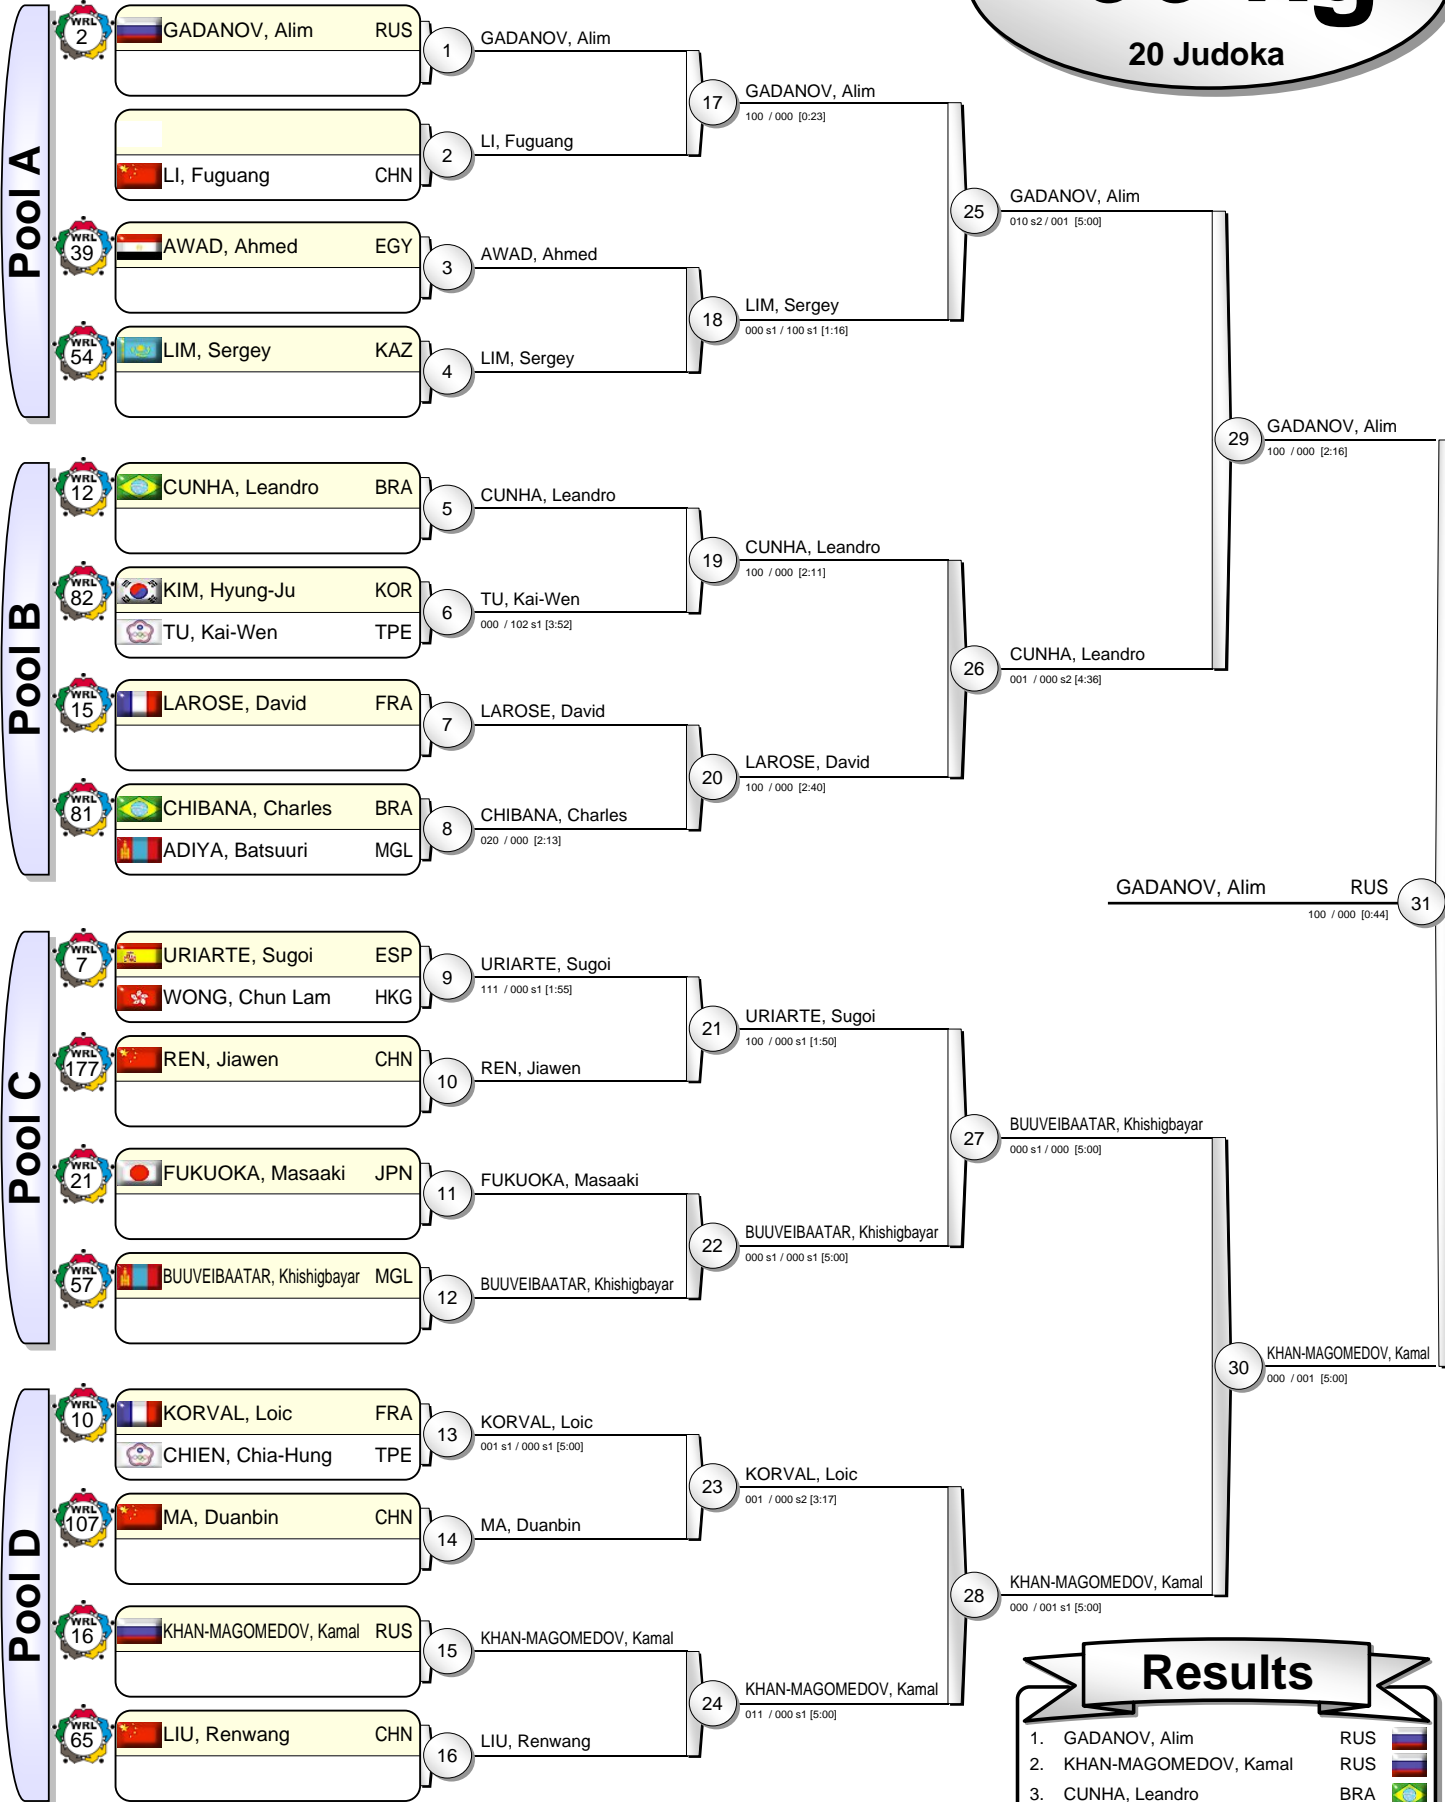 20 Judoka
Pool A
WRL 2 GADANOV, Alim RUS
1 GADANOV, Alim
17 GADANOV, Alim
100 / 000 [0:23]
2 LI, Fuguang
LI, Fuguang CHN
25 GADANOV, Alim
010 s2 / 001 [5:00]
WRL 39 AWAD, Ahmed EGY
3 AWAD, Ahmed
18 LIM, Sergey
000 s1 / 100 s1 [1:16]
WRL 54 LIM, Sergey KAZ
4 LIM, Sergey
29 GADANOV, Alim
100 / 000 [2:16]
Pool B
WRL 12 CUNHA, Leandro BRA
5 CUNHA, Leandro
19 CUNHA, Leandro
100 / 000 [2:11]
WRL 82 KIM, Hyung-Ju KOR
6 TU, Kai-Wen
000 / 102 s1 [3:52]
TU, Kai-Wen TPE
26 CUNHA, Leandro
001 / 000 s2 [4:36]
WRL 15 LAROSE, David FRA
7 LAROSE, David
20 LAROSE, David
100 / 000 [2:40]
WRL 81 CHIBANA, Charles BRA
8 CHIBANA, Charles
020 / 000 [2:13]
ADIYA, Batsuuri MGL
GADANOV, Alim RUS 31
100 / 000 [0:44]
Pool C
WRL 7 URIARTE, Sugoi ESP
9 URIARTE, Sugoi
111 / 000 s1 [1:55]
WONG, Chun Lam HKG
21 URIARTE, Sugoi
100 / 000 s1 [1:50]
WRL 177 REN, Jiawen CHN
10 REN, Jiawen
27 BUUVEIBAATAR, Khishigbayar
000 s1 / 000 [5:00]
WRL 21 FUKUOKA, Masaaki JPN
11 FUKUOKA, Masaaki
22 BUUVEIBAATAR, Khishigbayar
000 s1 / 000 s1 [5:00]
WRL 57 BUUVEIBAATAR, Khishigbayar MGL
12 BUUVEIBAATAR, Khishigbayar
30 KHAN-MAGOMEDOV, Kamal
000 / 001 [5:00]
Pool D
WRL 10 KORVAL, Loic FRA
13 KORVAL, Loic
001 s1 / 000 s1 [5:00]
CHIEN, Chia-Hung TPE
23 KORVAL, Loic
001 / 000 s2 [3:17]
WRL 107 MA, Duanbin CHN
14 MA, Duanbin
28 KHAN-MAGOMEDOV, Kamal
000 / 001 s1 [5:00]
WRL 16 KHAN-MAGOMEDOV, Kamal RUS
15 KHAN-MAGOMEDOV, Kamal
24 KHAN-MAGOMEDOV, Kamal
011 / 000 s1 [5:00]
WRL 65 LIU, Renwang CHN
16 LIU, Renwang
Results
1. GADANOV, Alim RUS
2. KHAN-MAGOMEDOV, Kamal RUS
3. CUNHA, Leandro BRA